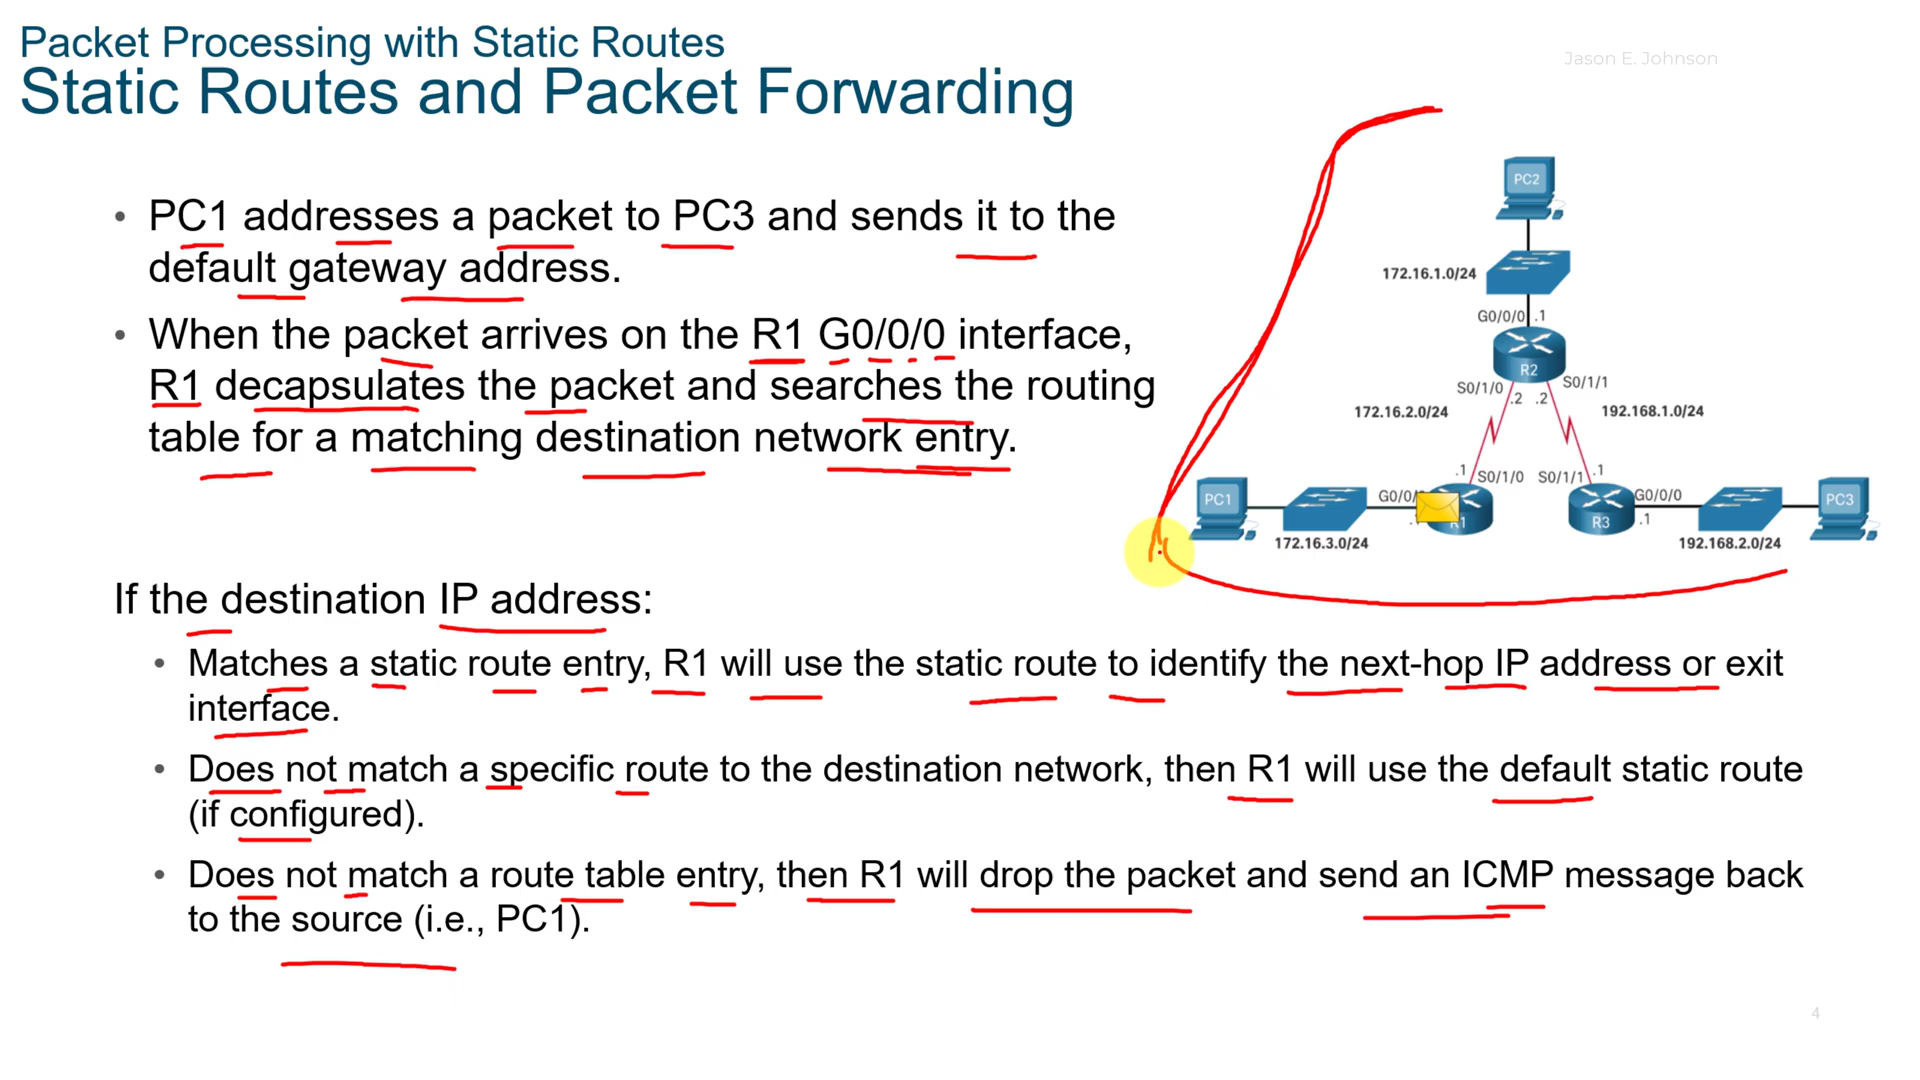 Packet Processing with Static Routes
Jason E. Johnson
Static Routes and Packet Forwarding
• PC1 addresses a packet to PC3 and sends it to the
default gateway address.
• When the packet arrives on the R1 G0/0/0 interface,
R1 decapsulates the packet and searches the routing
table for a matching destination network entry.
PC2
172.16.1.0/24
G0/0/0 .1
R2
S0/1/0 .2 .2 S0/1/1
172.16.2.0/24 192.168.1.0/24
.1 S0/1/0 S0/1/1 .1
PC1 G0/0/ R1 R3 G0/0/0 .1 PC3
172.16.3.0/24 192.168.2.0/24
If the destination IP address:
• Matches a static route entry, R1 will use the static route to identify the next-hop IP address or exit
interface.
• Does not match a specific route to the destination network, then R1 will use the default static route
(if configured).
• Does not match a route table entry, then R1 will drop the packet and send an ICMP message back
to the source (i.e., PC1).
4